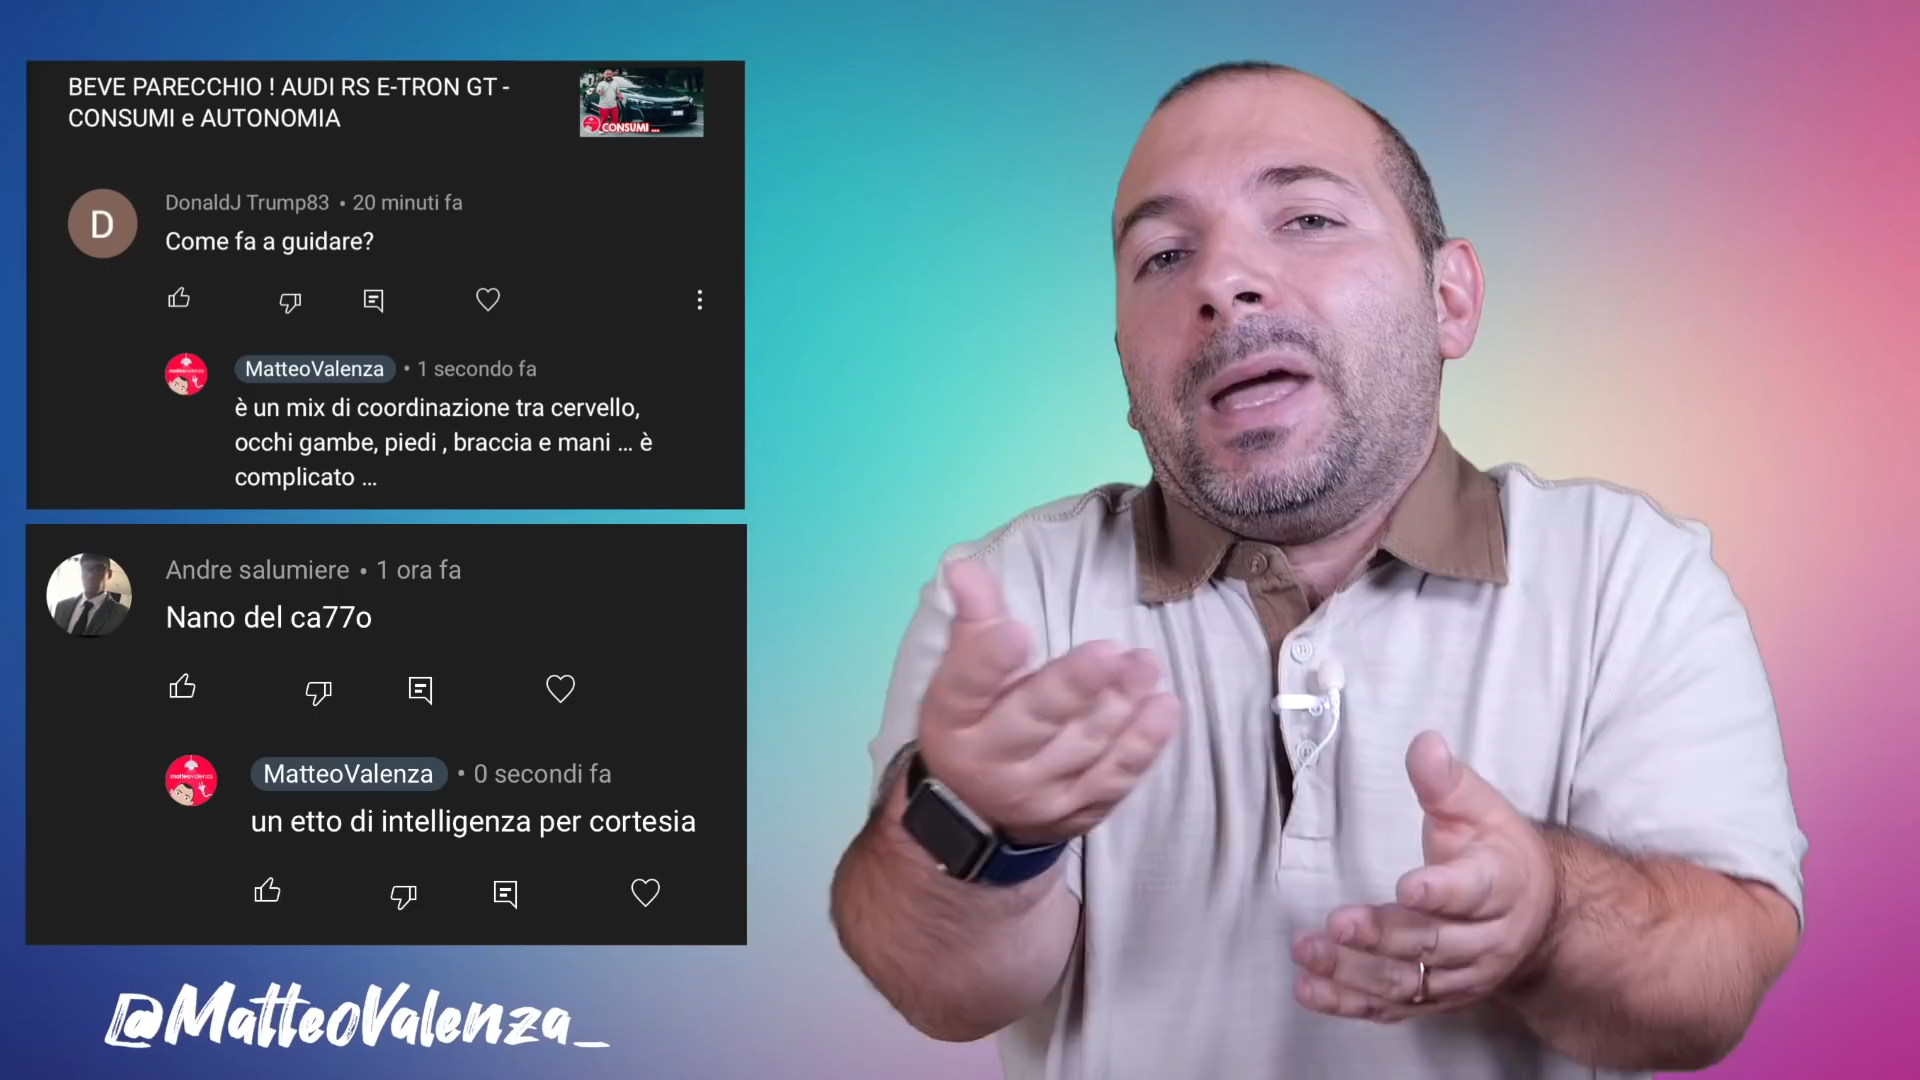 BEVE PARECCHIO ! AUDI RS E-TRON GT -
CONSUMI e AUTONOMIA
CONSUMI ...
D
DonaldJ Trump83 • 20 minuti fa
Come fa a guidare?
MatteoValenza • 1 secondo fa
è un mix di coordinazione tra cervello,
occhi gambe, piedi , braccia e mani ... è
complicato ...
Andre salumiere • 1 ora fa
Nano del ca77o
matteovalenza
MatteoValenza • 0 secondi fa
un etto di intelligenza per cortesia
@MatteoValenza_